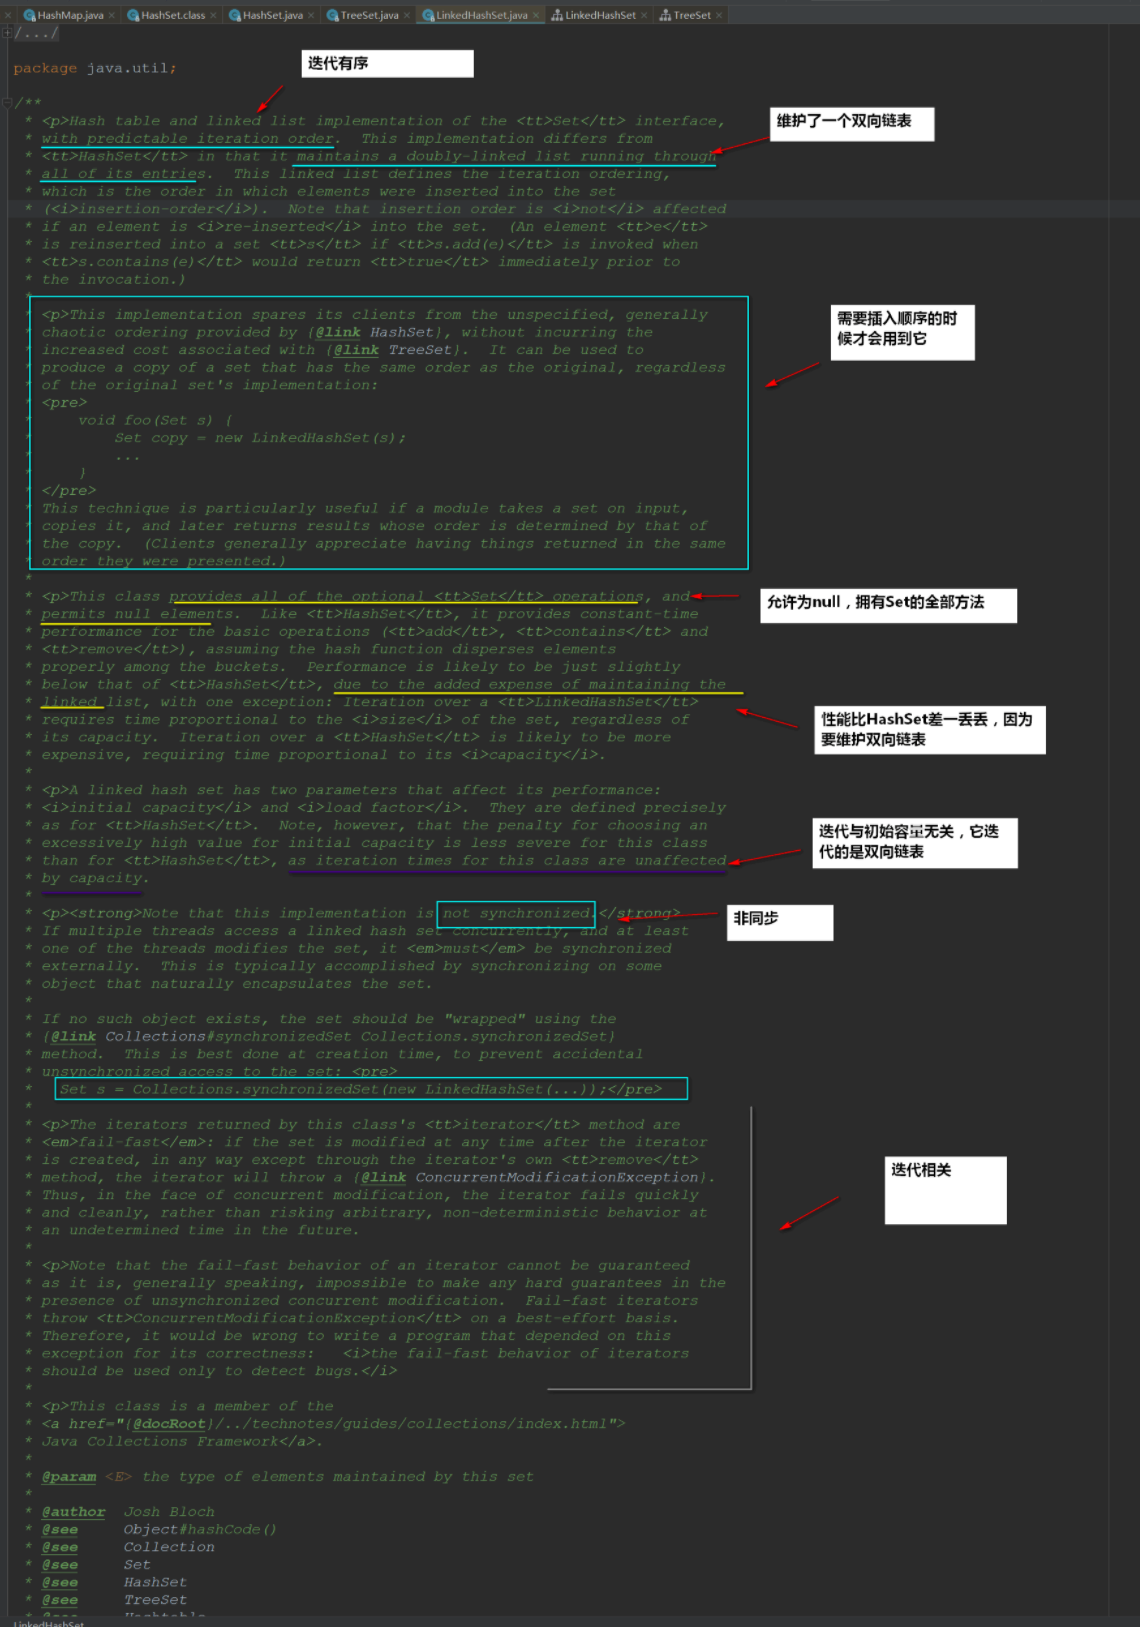 HashMap.java × HashSet.class × HashSet.java × TreeSet.java × LinkedHashSet.java × LinkedHashSet × TreeSet ×
/.../
package java.util;
迭代有序
/**
* <p>Hash table and linked list implementation of the <tt>Set</tt> interface,
维护了一个双向链表
* with predictable iteration order.  This implementation differs from
* <tt>HashSet</tt> in that it maintains a doubly-linked list running through
* all of its entries.  This linked list defines the iteration ordering,
* which is the order in which elements were inserted into the set
* (<i>insertion-order</i>).  Note that insertion order is <i>not</i> affected
* if an element is <i>re-inserted</i> into the set.  (An element <tt>e</tt>
* is reinserted into a set <tt>s</tt> if <tt>s.add(e)</tt> is invoked when
* <tt>s.contains(e)</tt> would return <tt>true</tt> immediately prior to
* the invocation.)
*
* <p>This implementation spares its clients from the unspecified, generally
* chaotic ordering provided by {@link HashSet}, without incurring the
* increased cost associated with {@link TreeSet}.  It can be used to
* produce a copy of a set that has the same order as the original, regardless
* of the original set's implementation:
需要插入顺序的时
候才会用到它
* <pre>
*     void foo(Set s) {
*         Set copy = new LinkedHashSet(s);
*         ...
*     }
* </pre>
* This technique is particularly useful if a module takes a set on input,
* copies it, and later returns results whose order is determined by that of
* the copy.  (Clients generally appreciate having things returned in the same
* order they were presented.)
*
* <p>This class provides all of the optional <tt>Set</tt> operations, and
允许为null，拥有Set的全部方法
* permits null elements.  Like <tt>HashSet</tt>, it provides constant-time
* performance for the basic operations (<tt>add</tt>, <tt>contains</tt> and
* <tt>remove</tt>), assuming the hash function disperses elements
* properly among the buckets.  Performance is likely to be just slightly
* below that of <tt>HashSet</tt>, due to the added expense of maintaining the
* linked list, with one exception: Iteration over a <tt>LinkedHashSet</tt>
* requires time proportional to the <i>size</i> of the set, regardless of
* its capacity.  Iteration over a <tt>HashSet</tt> is likely to be more
* expensive, requiring time proportional to its <i>capacity</i>.
性能比HashSet差一丢丢，因为
要维护双向链表
*
* <p>A linked hash set has two parameters that affect its performance:
* <i>initial capacity</i> and <i>load factor</i>.  They are defined precisely
* as for <tt>HashSet</tt>.  Note, however, that the penalty for choosing an
* excessively high value for initial capacity is less severe for this class
* than for <tt>HashSet</tt>, as iteration times for this class are unaffected
* by capacity.
迭代与初始容量无关，它迭
代的是双向链表
*
* <p><strong>Note that this implementation is not synchronized.</strong>
非同步
* If multiple threads access a linked hash set concurrently, and at least
* one of the threads modifies the set, it <em>must</em> be synchronized
* externally.  This is typically accomplished by synchronizing on some
* object that naturally encapsulates the set.
*
* If no such object exists, the set should be "wrapped" using the
* {@link Collections#synchronizedSet Collections.synchronizedSet}
* method.  This is best done at creation time, to prevent accidental
* unsynchronized access to the set: <pre>
*   Set s = Collections.synchronizedSet(new LinkedHashSet(...));</pre>
*
* <p>The iterators returned by this class's <tt>iterator</tt> method are
* <em>fail-fast</em>: if the set is modified at any time after the iterator
* is created, in any way except through the iterator's own <tt>remove</tt>
* method, the iterator will throw a {@link ConcurrentModificationException}.
迭代相关
* Thus, in the face of concurrent modification, the iterator fails quickly
* and cleanly, rather than risking arbitrary, non-deterministic behavior at
* an undetermined time in the future.
*
* <p>Note that the fail-fast behavior of an iterator cannot be guaranteed
* as it is, generally speaking, impossible to make any hard guarantees in the
* presence of unsynchronized concurrent modification.  Fail-fast iterators
* throw <tt>ConcurrentModificationException</tt> on a best-effort basis.
* Therefore, it would be wrong to write a program that depended on this
* exception for its correctness:   <i>the fail-fast behavior of iterators
* should be used only to detect bugs.</i>
*
* <p>This class is a member of the
* <a href="{@docRoot}/../technotes/guides/collections/index.html">
* Java Collections Framework</a>.
*
* @param <E> the type of elements maintained by this set
*
* @author  Josh Bloch
* @see     Object#hashCode()
* @see     Collection
* @see     Set
* @see     HashSet
* @see     TreeSet
* @see     Hashtable
LinkedHashSet